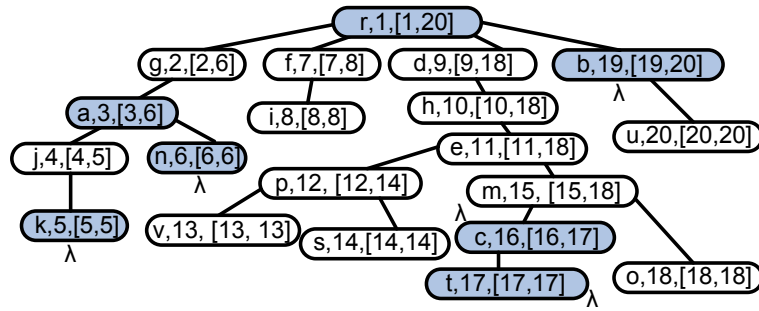 r,1,[1,20]
g,2,[2,6]
f,7,[7,8]
d,9,[9,18]
b,19,[19,20]
λ
a,3,[3,6]
i,8,[8,8]
h,10,[10,18]
u,20,[20,20]
j,4,[4,5]
n,6,[6,6]
λ
e,11,[11,18]
p,12, [12,14]
m,15, [15,18]
k,5,[5,5]
λ
v,13, [13, 13]
s,14,[14,14]
λ
c,16,[16,17]
t,17,[17,17]
λ
o,18,[18,18]